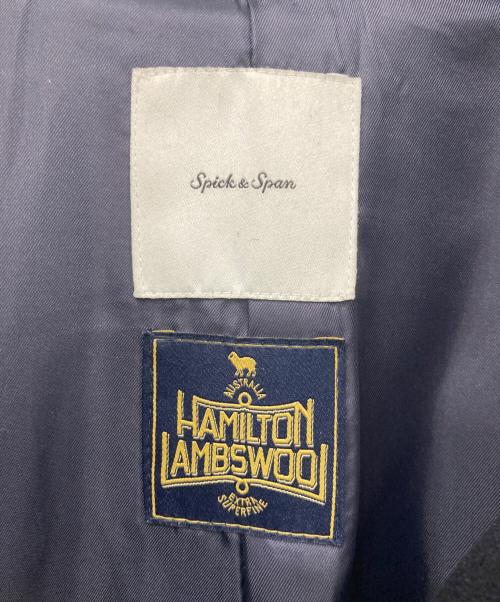 Spick & Span
AUSTRALIA
HAMILTON
LAMBSWOOL
EXTRA
SUPERFINE